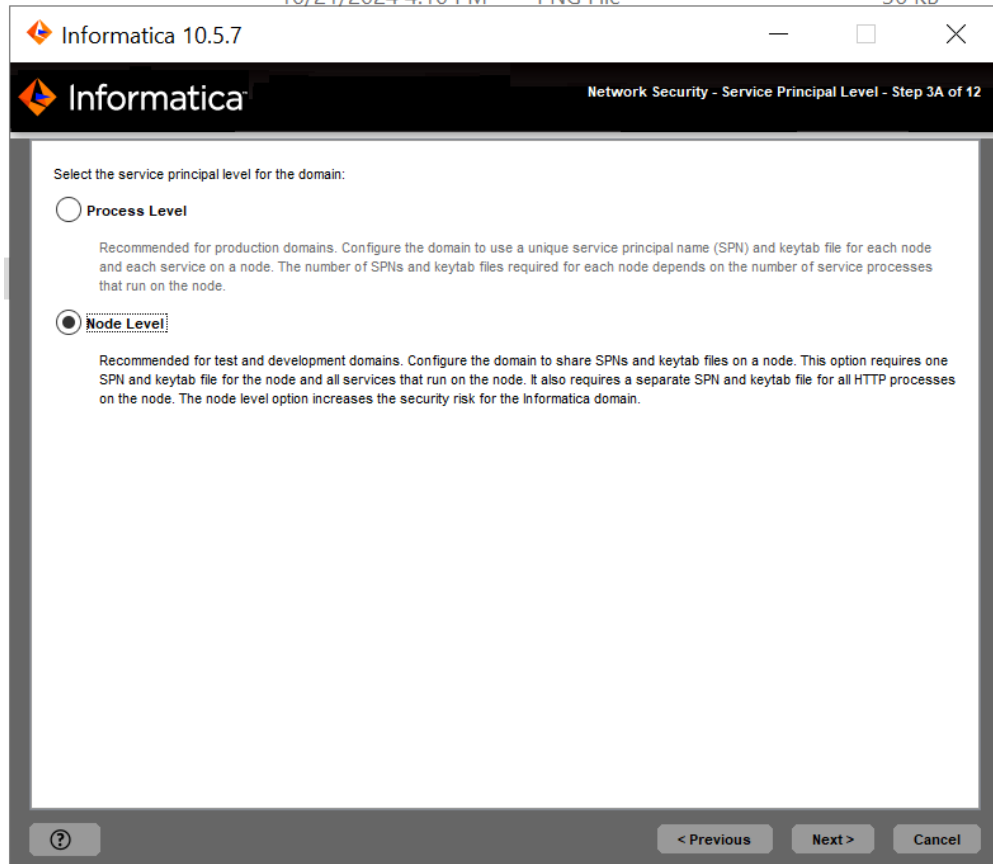 Informatica 10.5.7
Informatica
Network Security - Service Principal Level - Step 3A of 12
Select the service principal level for the domain:
Process Level
Recommended for production domains. Configure the domain to use a unique service principal name (SPN) and keytab file for each node
and each service on a node. The number of SPNs and keytab files required for each node depends on the number of service processes
that run on the node.
Node Level
Recommended for test and development domains. Configure the domain to share SPNs and keytab files on a node. This option requires one
SPN and keytab file for the node and all services that run on the node. It also requires a separate SPN and keytab file for all HTTP processes
on the node. The node level option increases the security risk for the Informatica domain.
?
< Previous
Next >
Cancel